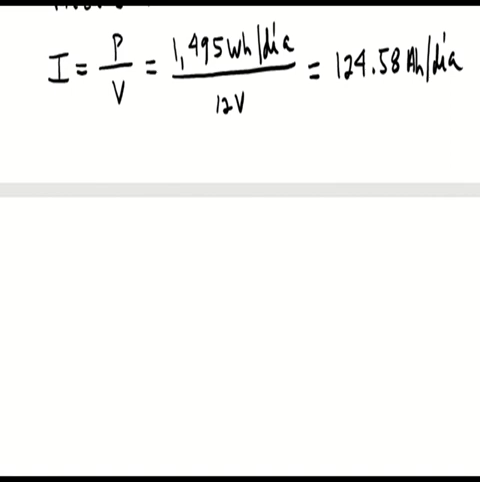 I = P/V = 1,495 Wh/día / 12V = 124.58 Ah/día